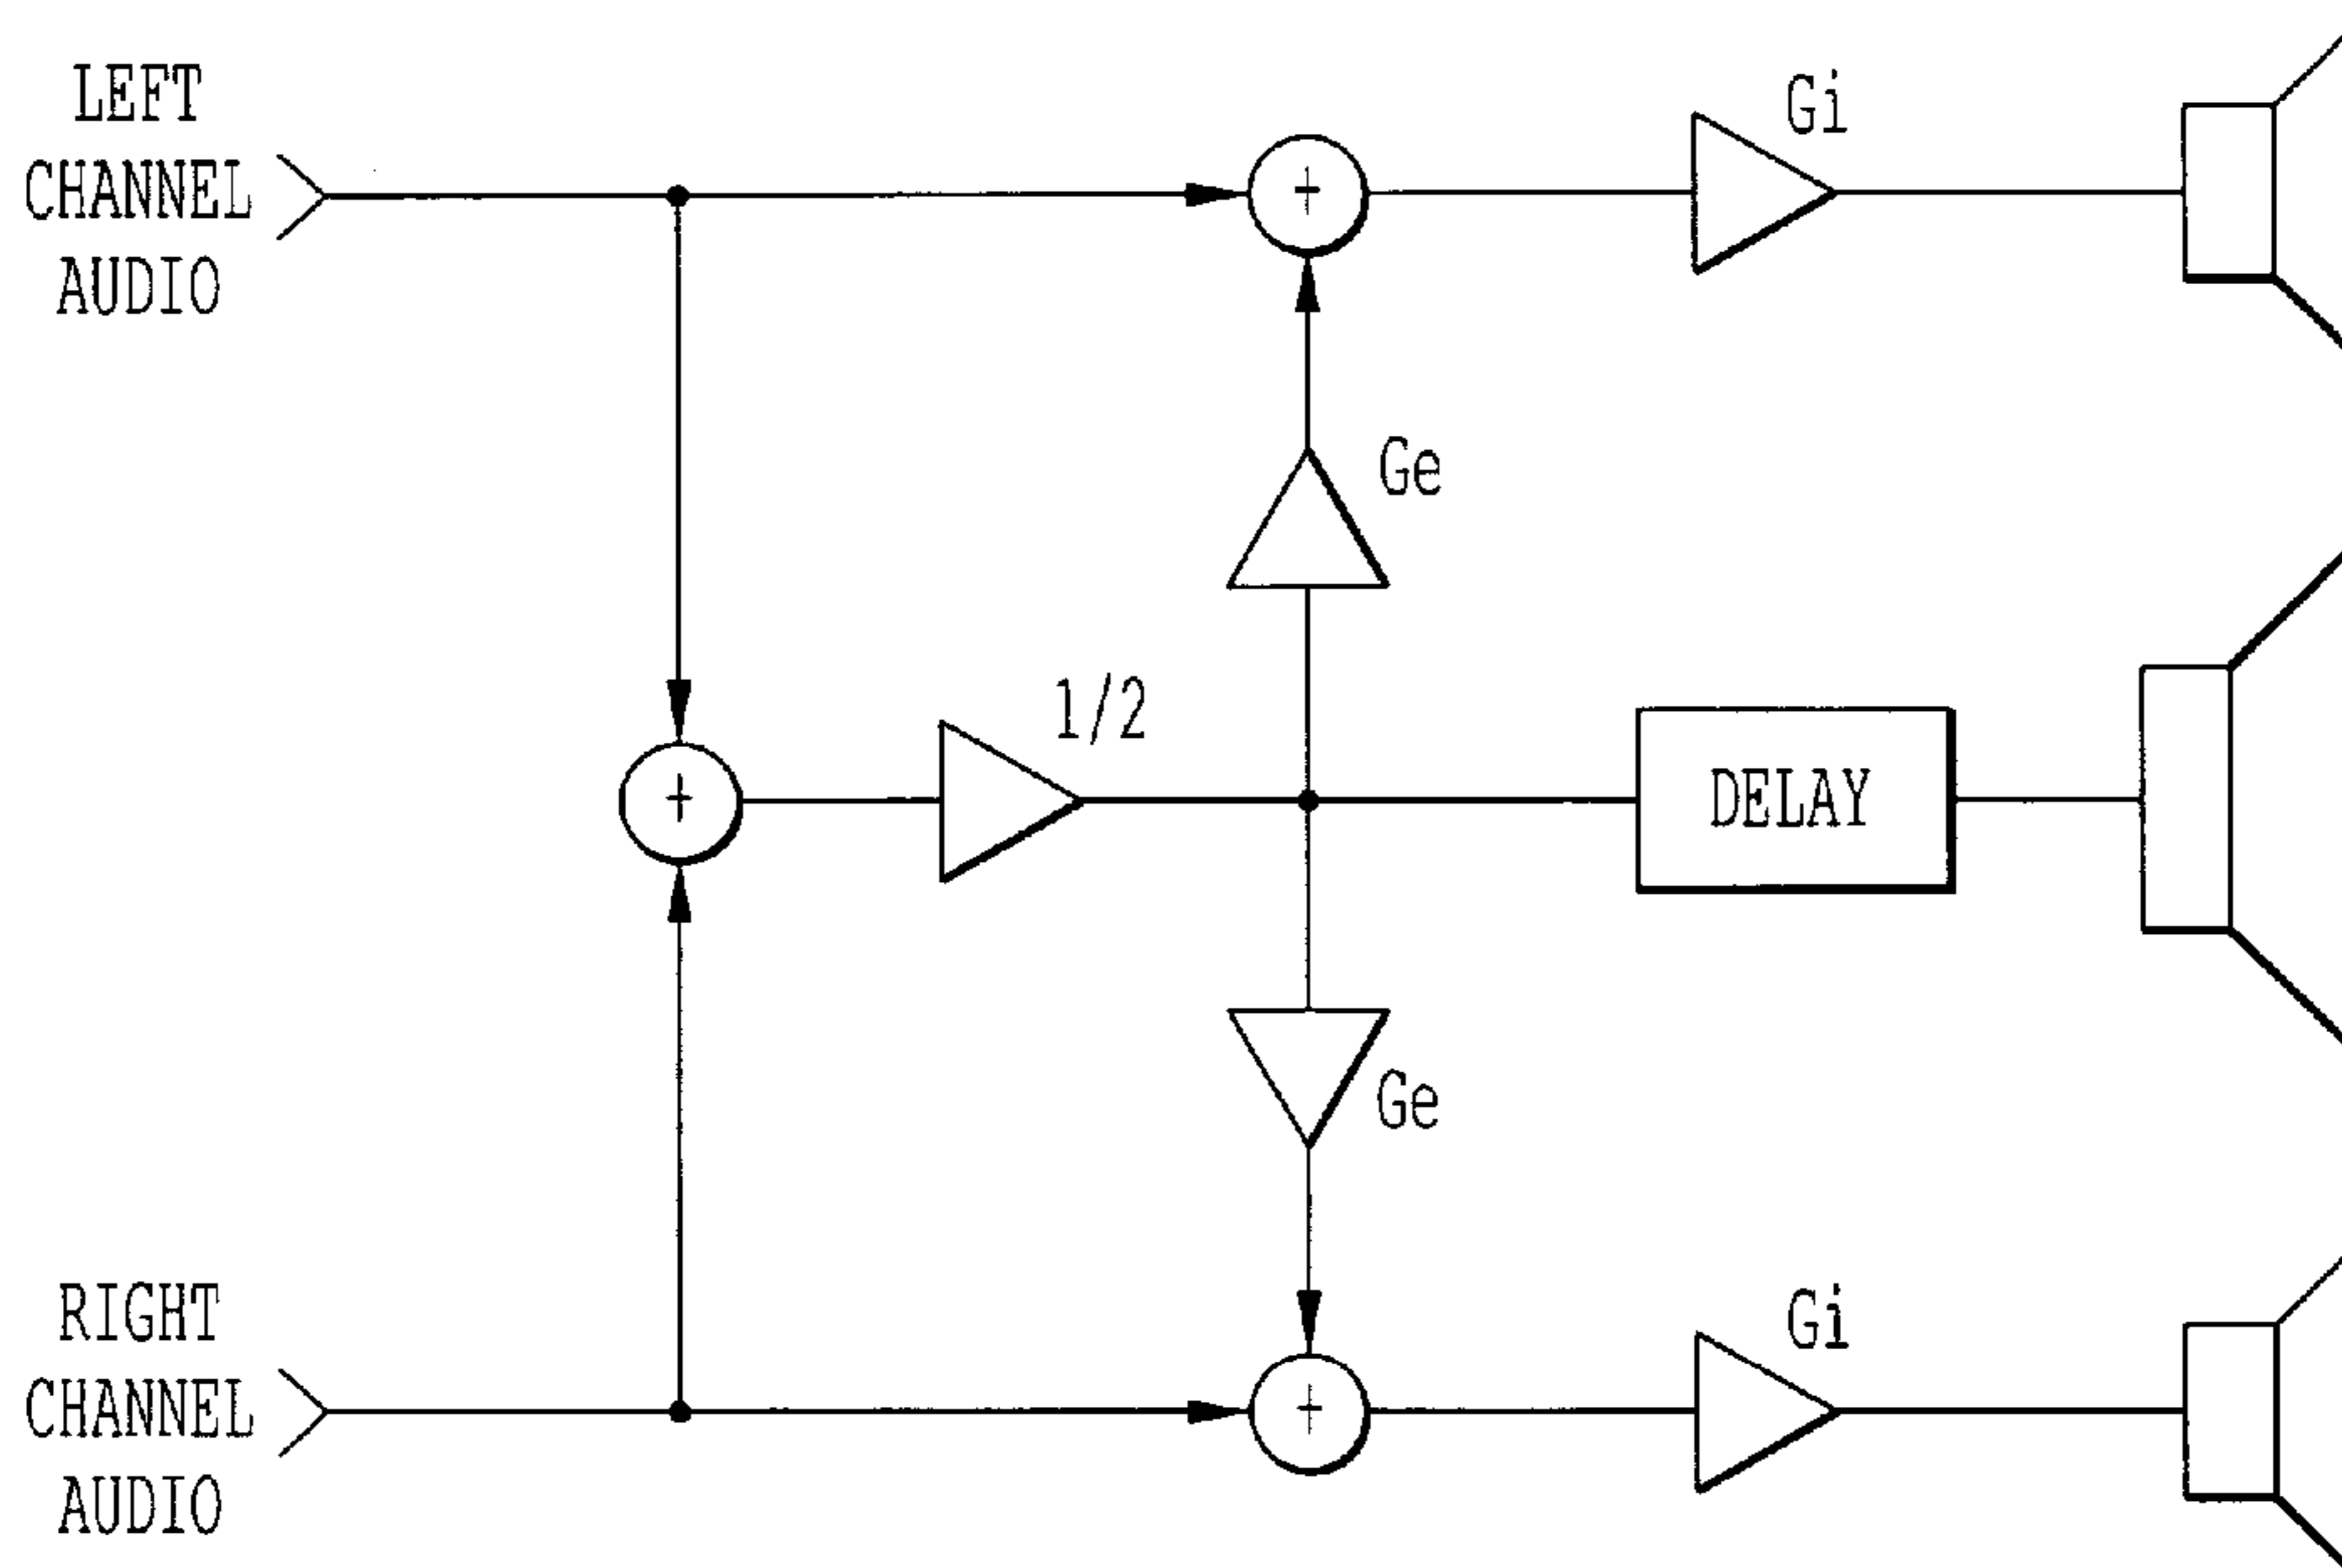 LEFT
CHANNEL
AUDIO
+
Gi
Ge
1/2
+
DELAY
Ge
RIGHT
CHANNEL
AUDIO
+
Gi